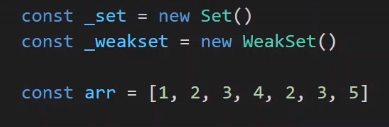 const _set = new Set()
const _weakset = new WeakSet()
const arr = [1, 2, 3, 4, 2, 3, 5]